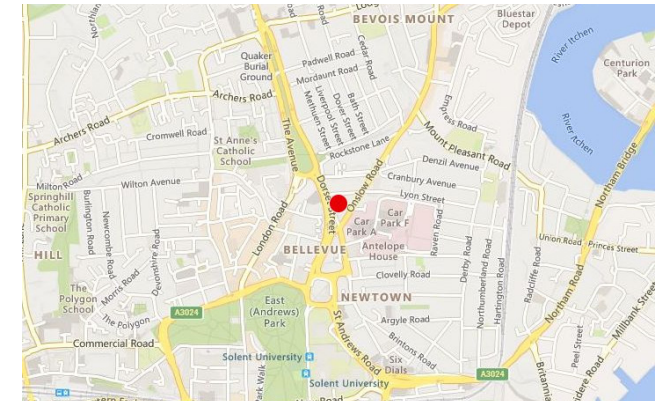 BEVOIS MOUNT
Bluestar
Depot
River Itchen
Centurion
Park
Quaker
Burial
Ground
Padwell Road
Mordaunt Road
Cedar Road
Archers Road
Archers Road
The Avenue
Methuen Street
Liverpool Street
Dover Street
Bath Street
Rockstone Lane
Empress Road
Mount Pleasant Road
River Itchen
Northam Bridge
Cromwell Road
St Anne's
Catholic
School
Denzil Avenue
Cranbury Avenue
Lyon Street
Milton Road
Springhill
Catholic
Primary
School
Wilton Avenue
Burlington Road
Newcombe Road
Devonshire Road
Morris Road
London Road
Onslow Road
Car
Park A
Car
Park F
Antelope
House
Raven Road
Derby Road
Northumberland Road
Hartington Road
Union Road
Princes Street
Radcliffe Road
Northam Road
Millbank Street
HILL
BELLEVUE
Clovelly Road
The
Polygon
School
The Polygon
A3024
East
(Andrews)
Park
NEWTOWN
Argyle Road
St Andrews Road
Brintons Road
Commercial Road
Solent University
Solent University
Park Walk
Six
Dials
A3024
Peel Street